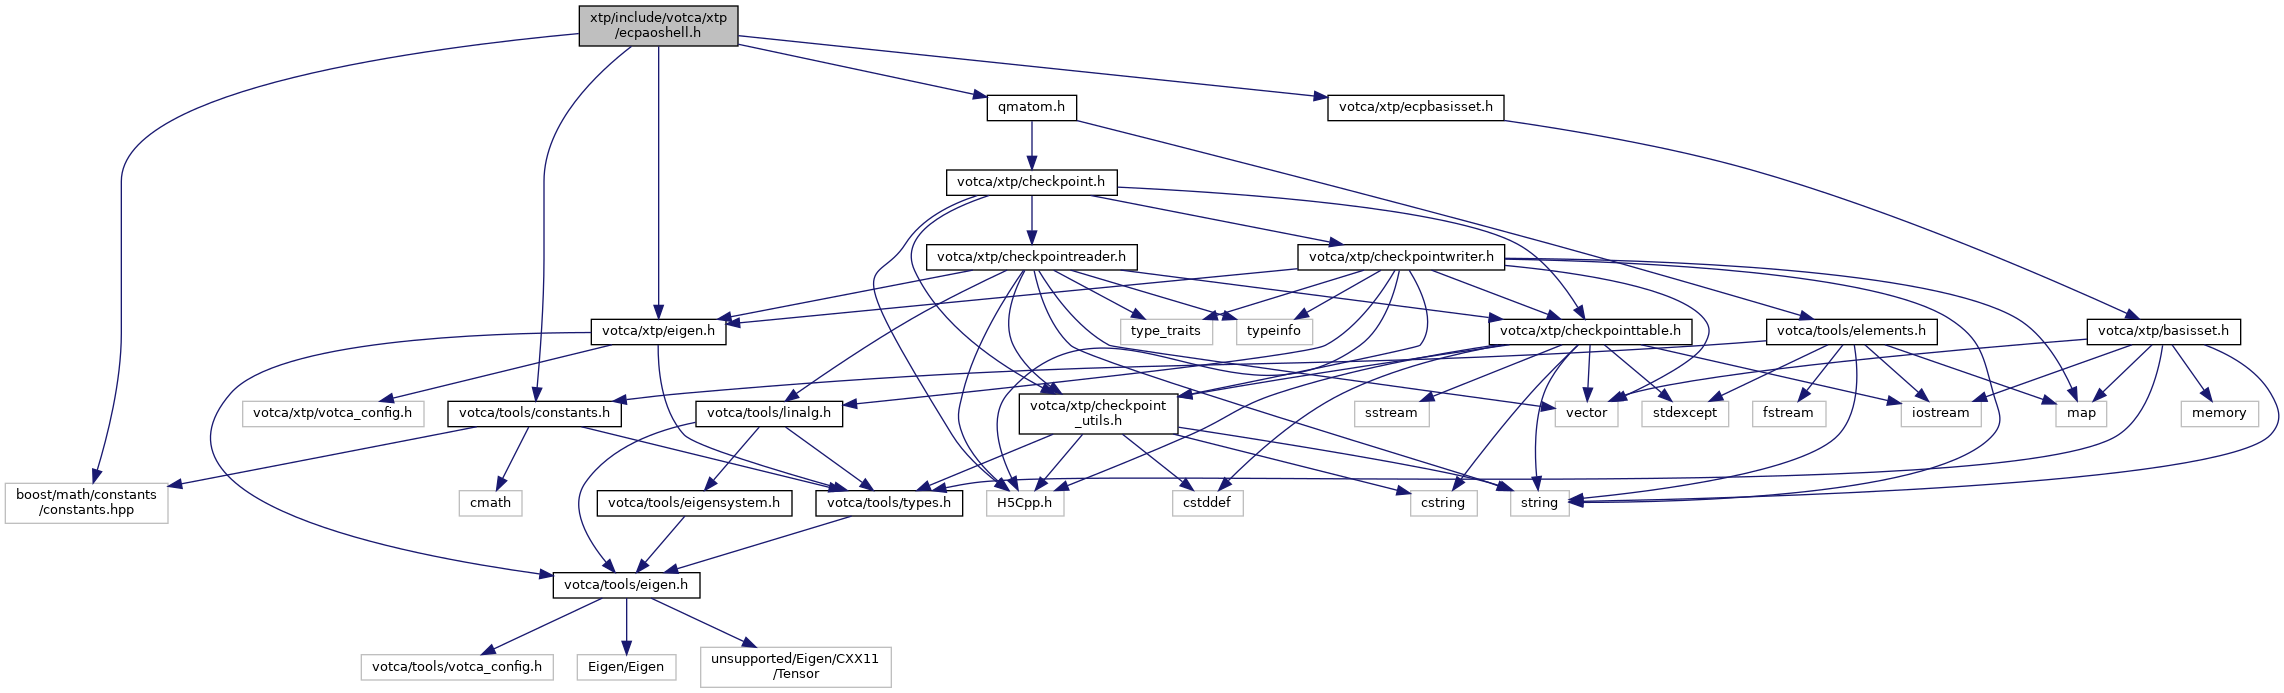 xtp/include/votca/xtp
/ecpaoshell.h
qmatom.h
votca/xtp/ecpbasisset.h
votca/xtp/checkpoint.h
votca/xtp/checkpointreader.h
votca/xtp/checkpointwriter.h
votca/xtp/eigen.h
type_traits
typeinfo
votca/xtp/checkpointtable.h
votca/tools/elements.h
votca/xtp/basisset.h
votca/xtp/votca_config.h
votca/tools/constants.h
votca/tools/linalg.h
votca/xtp/checkpoint
_utils.h
sstream
vector
stdexcept
fstream
iostream
map
memory
boost/math/constants
/constants.hpp
cmath
votca/tools/eigensystem.h
votca/tools/types.h
H5Cpp.h
cstddef
cstring
string
votca/tools/eigen.h
votca/tools/votca_config.h
Eigen/Eigen
unsupported/Eigen/CXX11
/Tensor